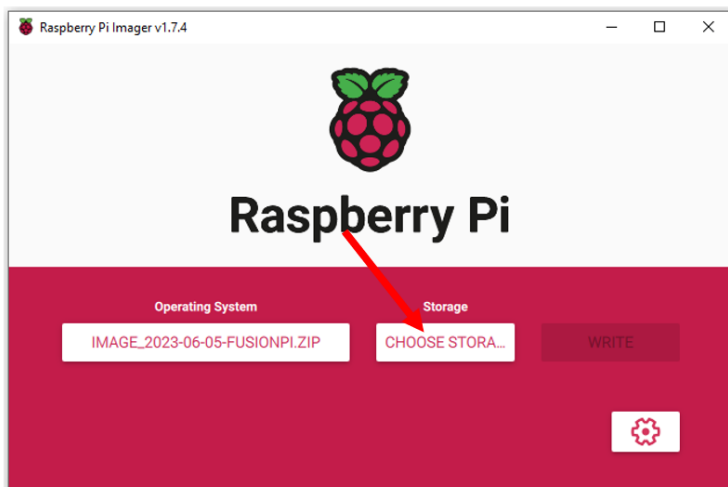 Raspberry Pi Imager v1.7.4
Raspberry Pi
Operating System
Storage
IMAGE_2023-06-05-FUSIONPI.ZIP
CHOOSE STORA...
WRITE